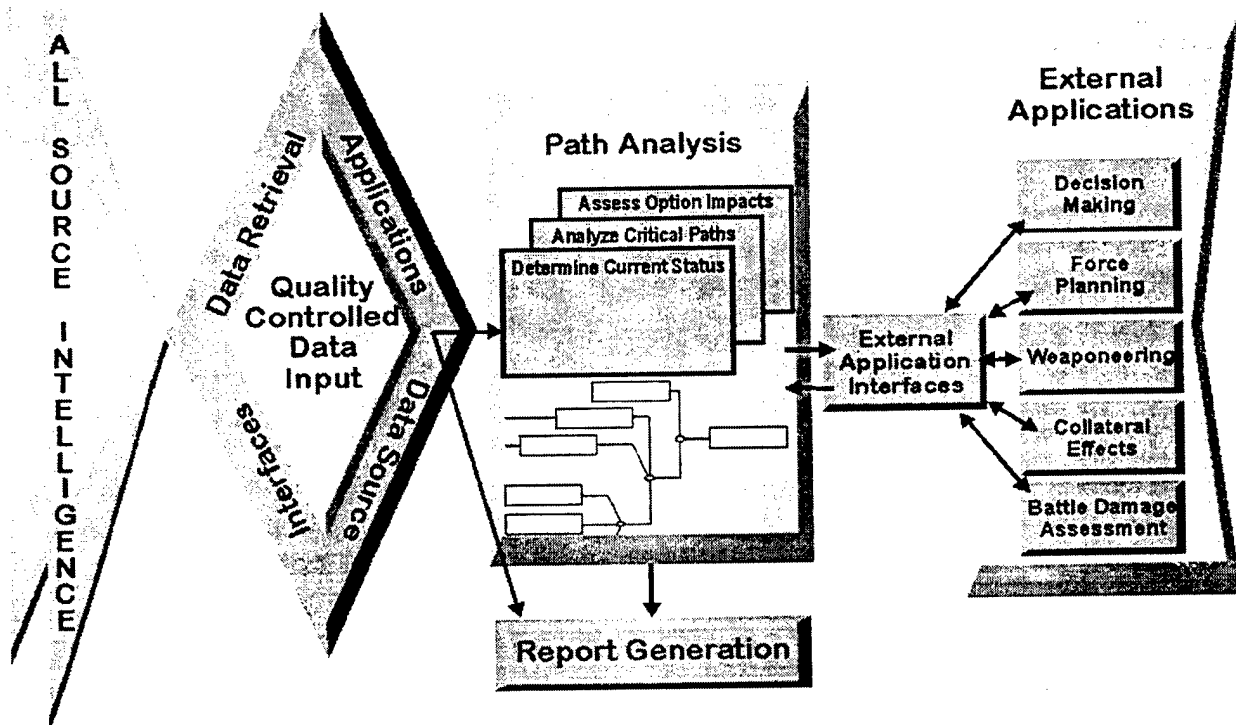 ALL SOURCE INTELLIGENCE
Data Retrieval
Applications
Quality
Controlled
Data
Input
Interfaces
Data Source
Path Analysis
Assess Option Impacts
Analyze Critical Paths
Determine Current Status
Report Generation
External
Application
Interfaces
External
Applications
Decision
Making
Force
Planning
Weaponeering
Collateral
Effects
Battle Damage
Assessment